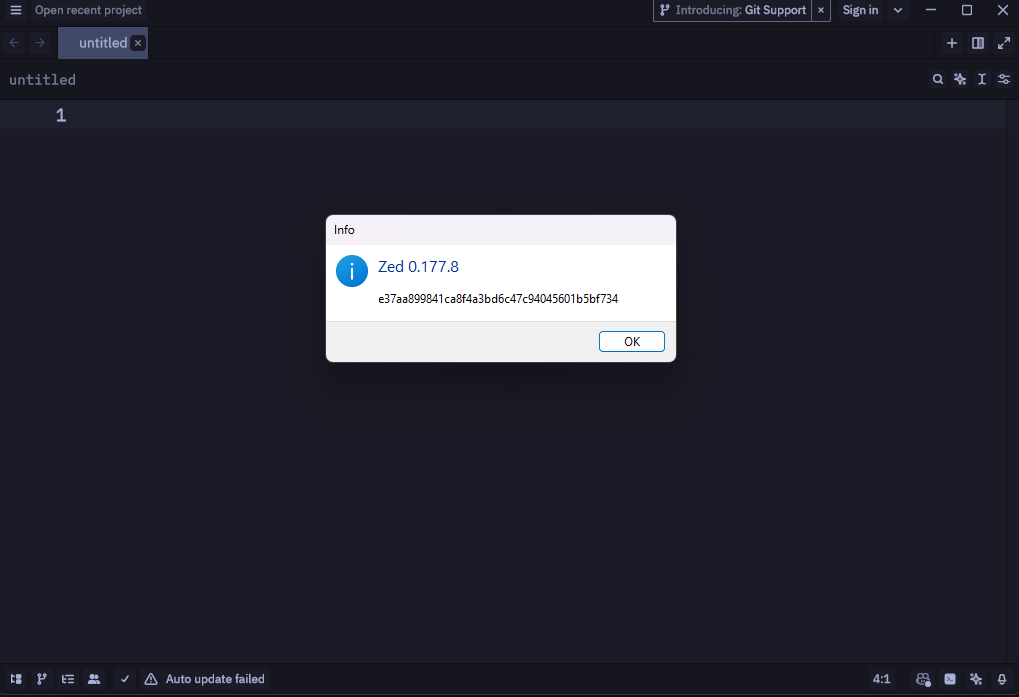 Open recent project
Introducing: Git Support
Sign in
untitled
untitled
1
Info
Zed 0.177.8
e37aa899841ca8f4a3bd6c47c94045601b5bf734
OK
Auto update failed
4:1